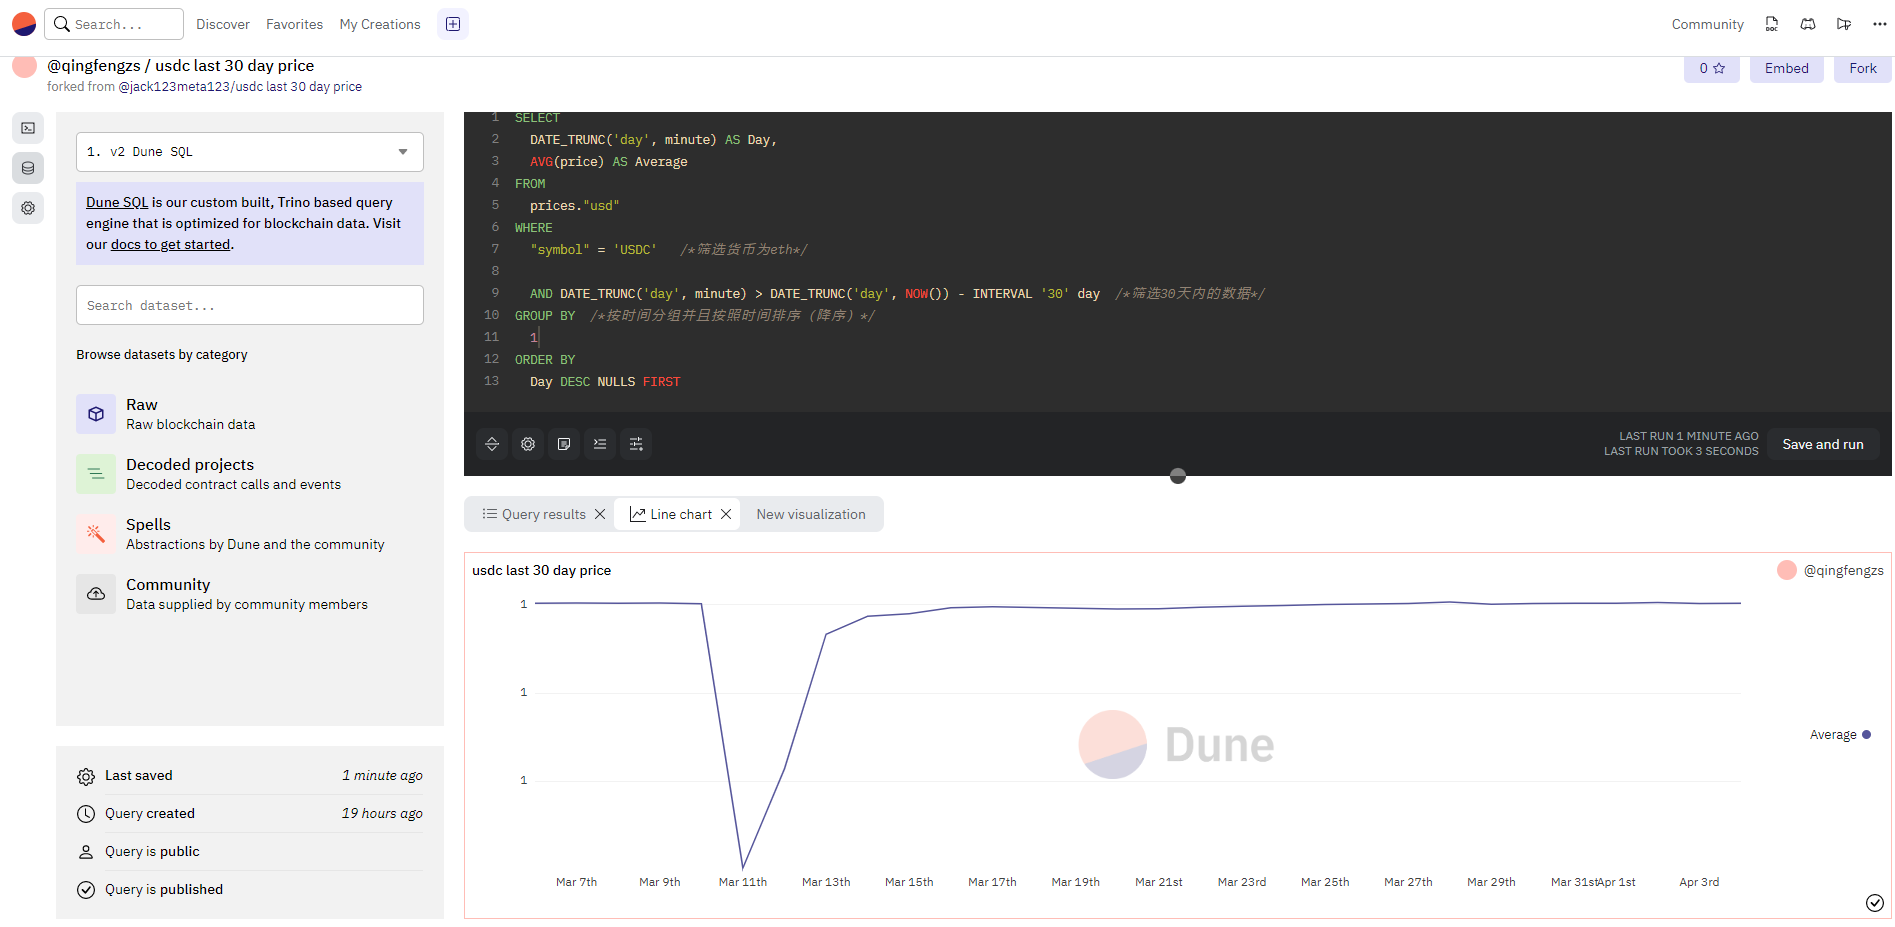 Search...
Discover
Favorites
My Creations
Community
DOC
@qingfengzs / usdc last 30 day price
forked from @jack123meta123/usdc last 30 day price
0
Embed
Fork
1. v2 Dune SQL
Dune SQL is our custom built, Trino based query
engine that is optimized for blockchain data. Visit
our docs to get started.
Search dataset...
Browse datasets by category
Raw
Raw blockchain data
Decoded projects
Decoded contract calls and events
Spells
Abstractions by Dune and the community
Community
Data supplied by community members
Last saved 1 minute ago
Query created 19 hours ago
Query is public
Query is published
1 SELECT
2 DATE_TRUNC('day', minute) AS Day,
3 AVG(price) AS Average
4 FROM
5 prices."usd"
6 WHERE
7 "symbol" = 'USDC' /*筛选货币为eth*/
8
9 AND DATE_TRUNC('day', minute) > DATE_TRUNC('day', NOW()) - INTERVAL '30' day /*筛选30天内的数据*/
10 GROUP BY /*按时间分组并且按照时间排序（降序）*/
11 1
12 ORDER BY
13 Day DESC NULLS FIRST
LAST RUN 1 MINUTE AGO
LAST RUN TOOK 3 SECONDS
Save and run
Query results
Line chart
New visualization
usdc last 30 day price
@qingfengzs
1
1
1
Dune
Average
Mar 7th
Mar 9th
Mar 11th
Mar 13th
Mar 15th
Mar 17th
Mar 19th
Mar 21st
Mar 23rd
Mar 25th
Mar 27th
Mar 29th
Mar 31st
Apr 1st
Apr 3rd